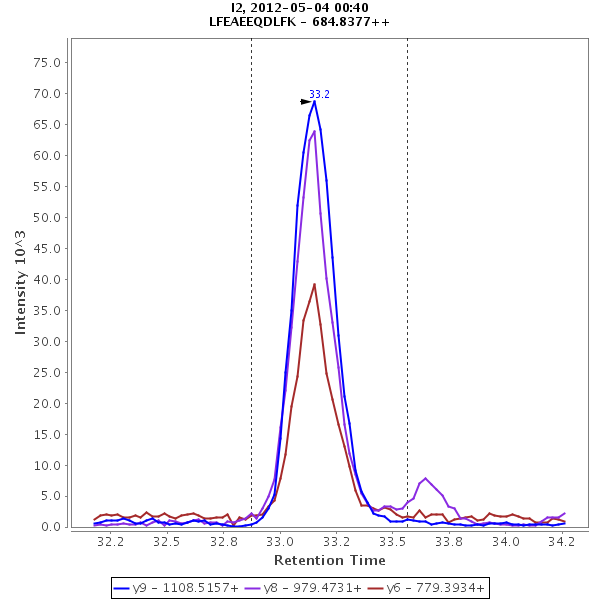 I2, 2012-05-04 00:40
LFEAEEQDLFK - 684.8377++
Intensity 10^3
75.0
70.0
65.0
60.0
55.0
50.0
45.0
40.0
35.0
30.0
25.0
20.0
15.0
10.0
5.0
0.0
33.2
32.2 32.5 32.8 33.0 33.2 33.5 33.8 34.0 34.2
Retention Time
y9 - 1108.5157+ y8 - 979.4731+ y6 - 779.3934+